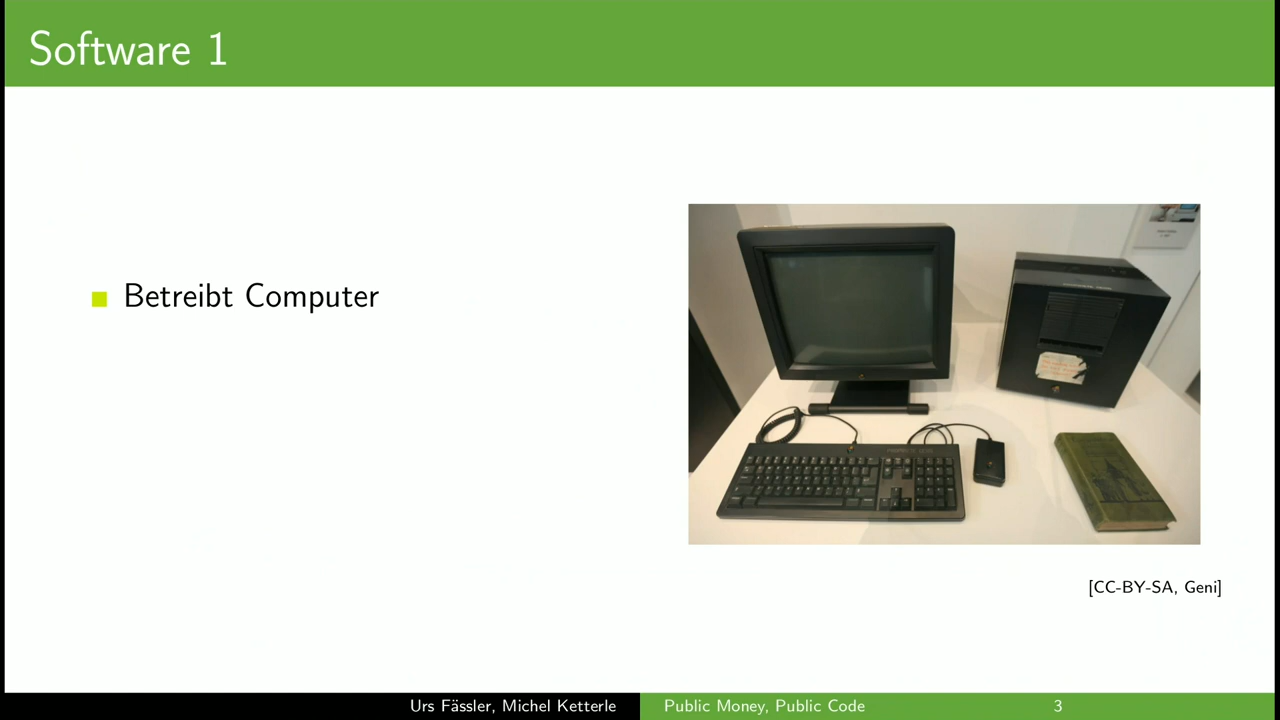 Software 1
Betreibt Computer
[CC-BY-SA, Geni]
Urs Fässler, Michel Ketterle
Public Money, Public Code
3